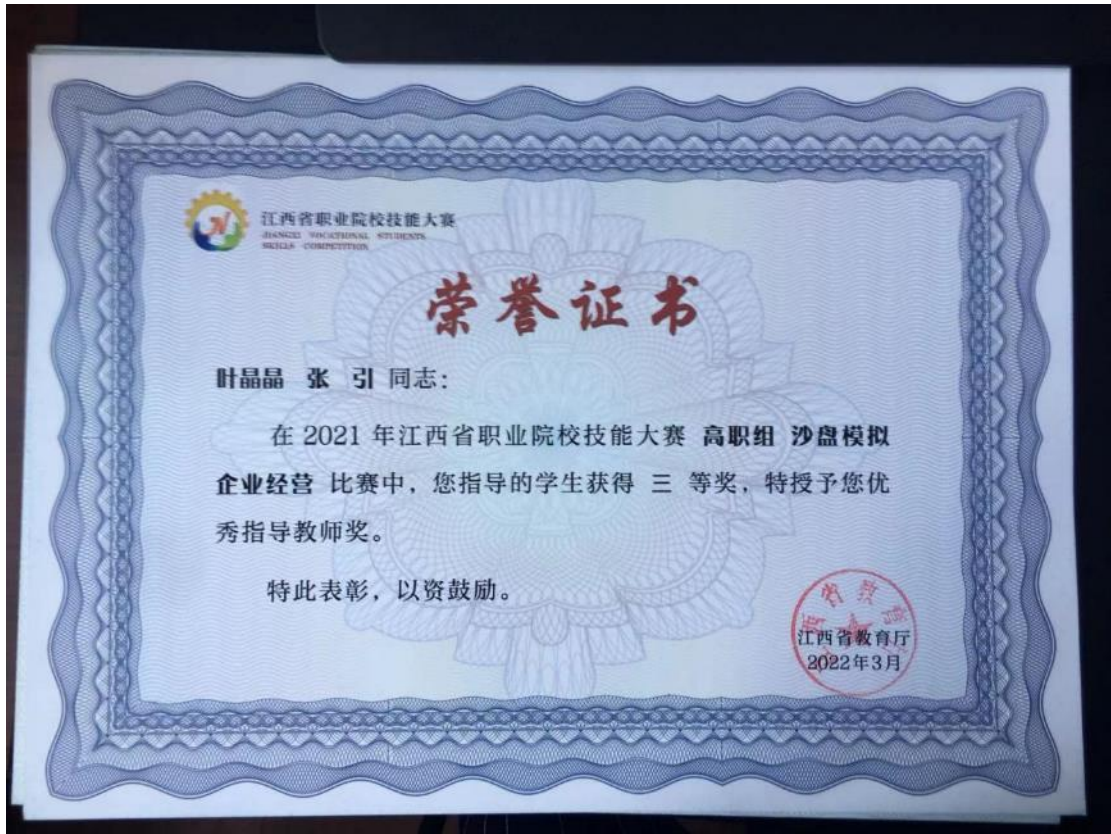 江西省职业院校技能大赛
JIANGXI VOCATIONAL STUDENTS
SKILLS COMPETITION
荣誉证书
叶晶晶 张 引 同志：
在 2021 年江西省职业院校技能大赛 高职组 沙盘模拟
企业经营 比赛中，您指导的学生获得 三 等奖，特授予您优
秀指导教师奖。
特此表彰，以资鼓励。
江西省教育厅
2022年3月